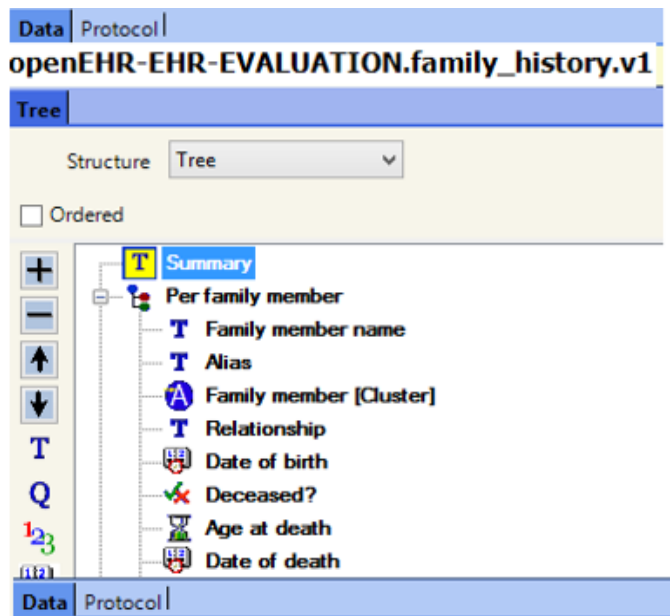 Data Protocol
openEHR-EHR-EVALUATION.family_history.v1
Tree
Structure Tree
Ordered
T Summary
Per family member
T Family member name
T Alias
A Family member [Cluster]
T Relationship
Date of birth
Deceased?
Age at death
Date of death
T
Q
123
Data Protocol